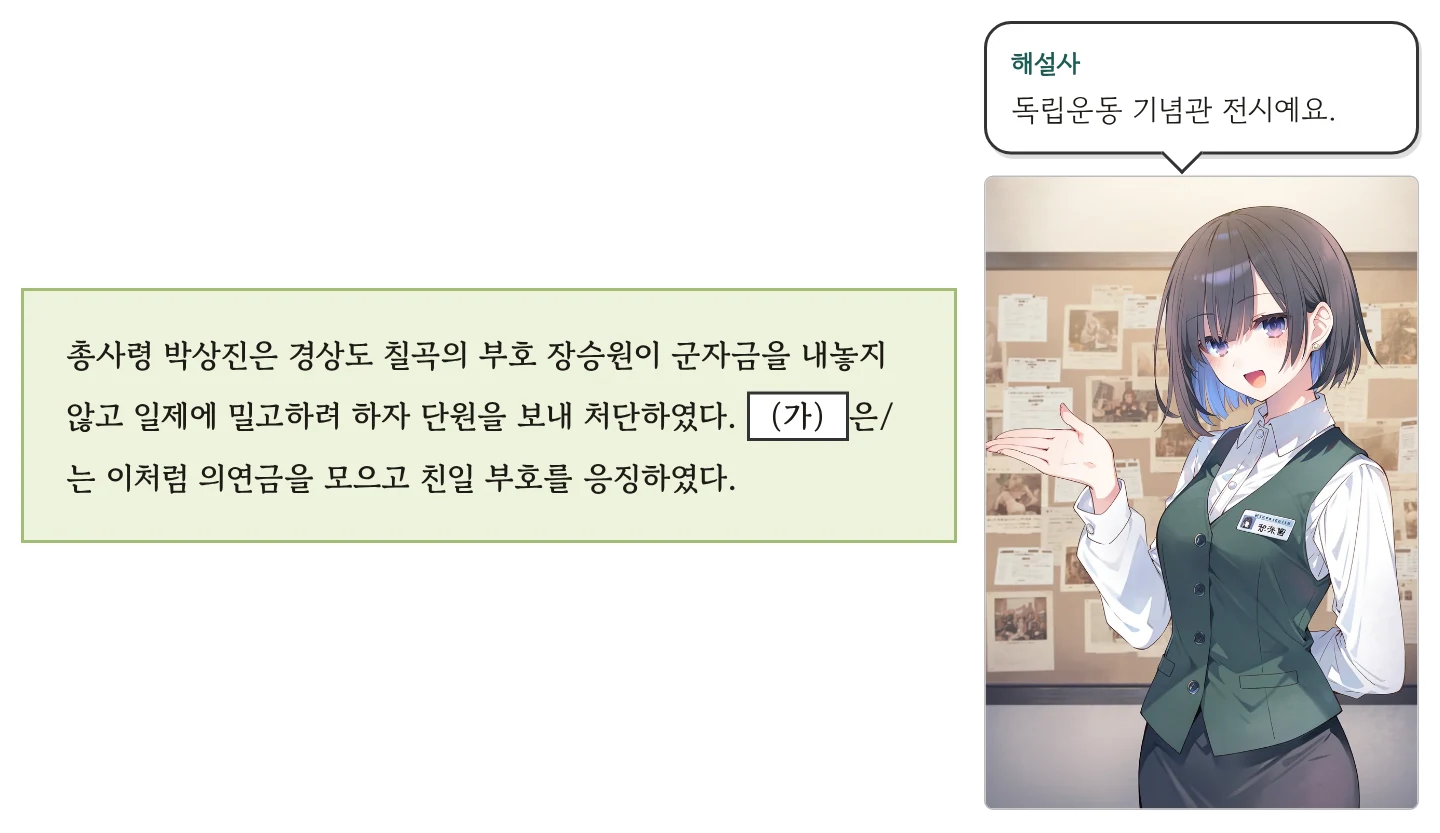 해설사
독립운동 기념관 전시예요.
총사령 박상진은 경상도 칠곡의 부호 장승원이 군자금을 내놓지
않고 일제에 밀고하려 하자 단원을 보내 처단하였다. (가)은/
는 이처럼 의연금을 모으고 친일 부호를 응징하였다.